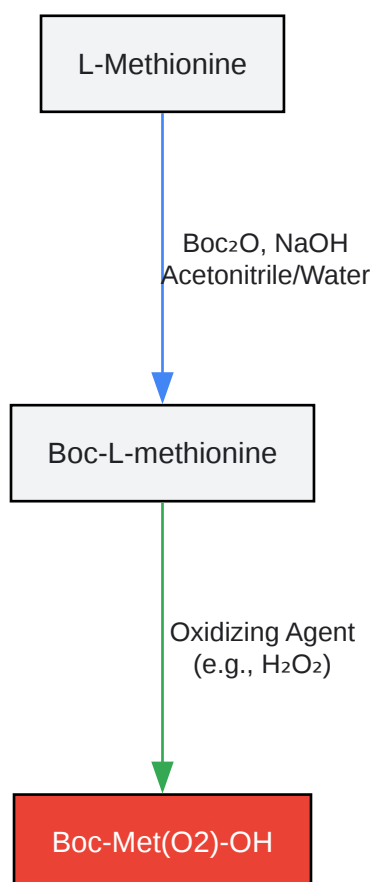 L-Methionine
Boc₂O, NaOH
Acetonitrile/Water
Boc-L-methionine
Oxidizing Agent
(e.g., H₂O₂)
Boc-Met(O2)-OH